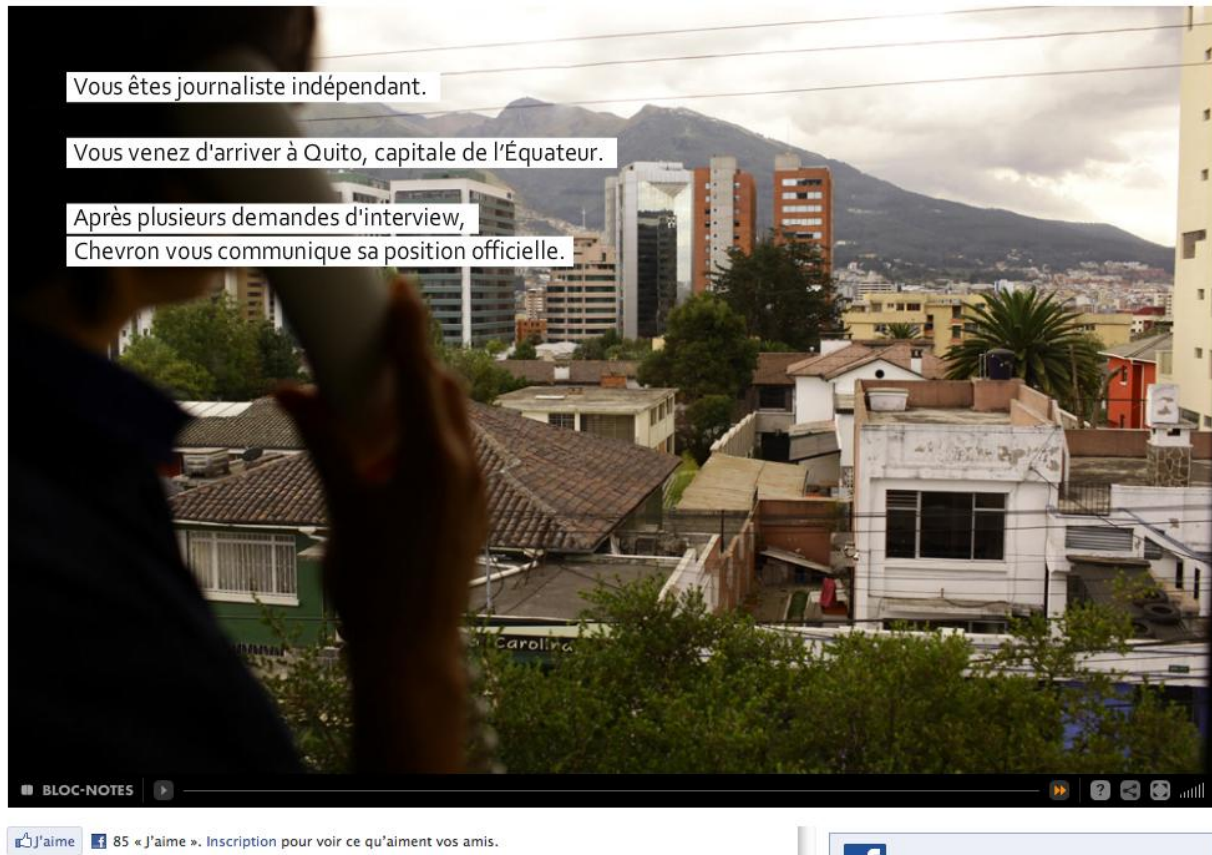 Vous êtes journaliste indépendant.
Vous venez d'arriver à Quito, capitale de l'Équateur.
Après plusieurs demandes d'interview,
Chevron vous communique sa position officielle.
Carolina
BLOC-NOTES
?
J'aime
f 85 « J'aime ». Inscription pour voir ce qu'aiment vos amis.